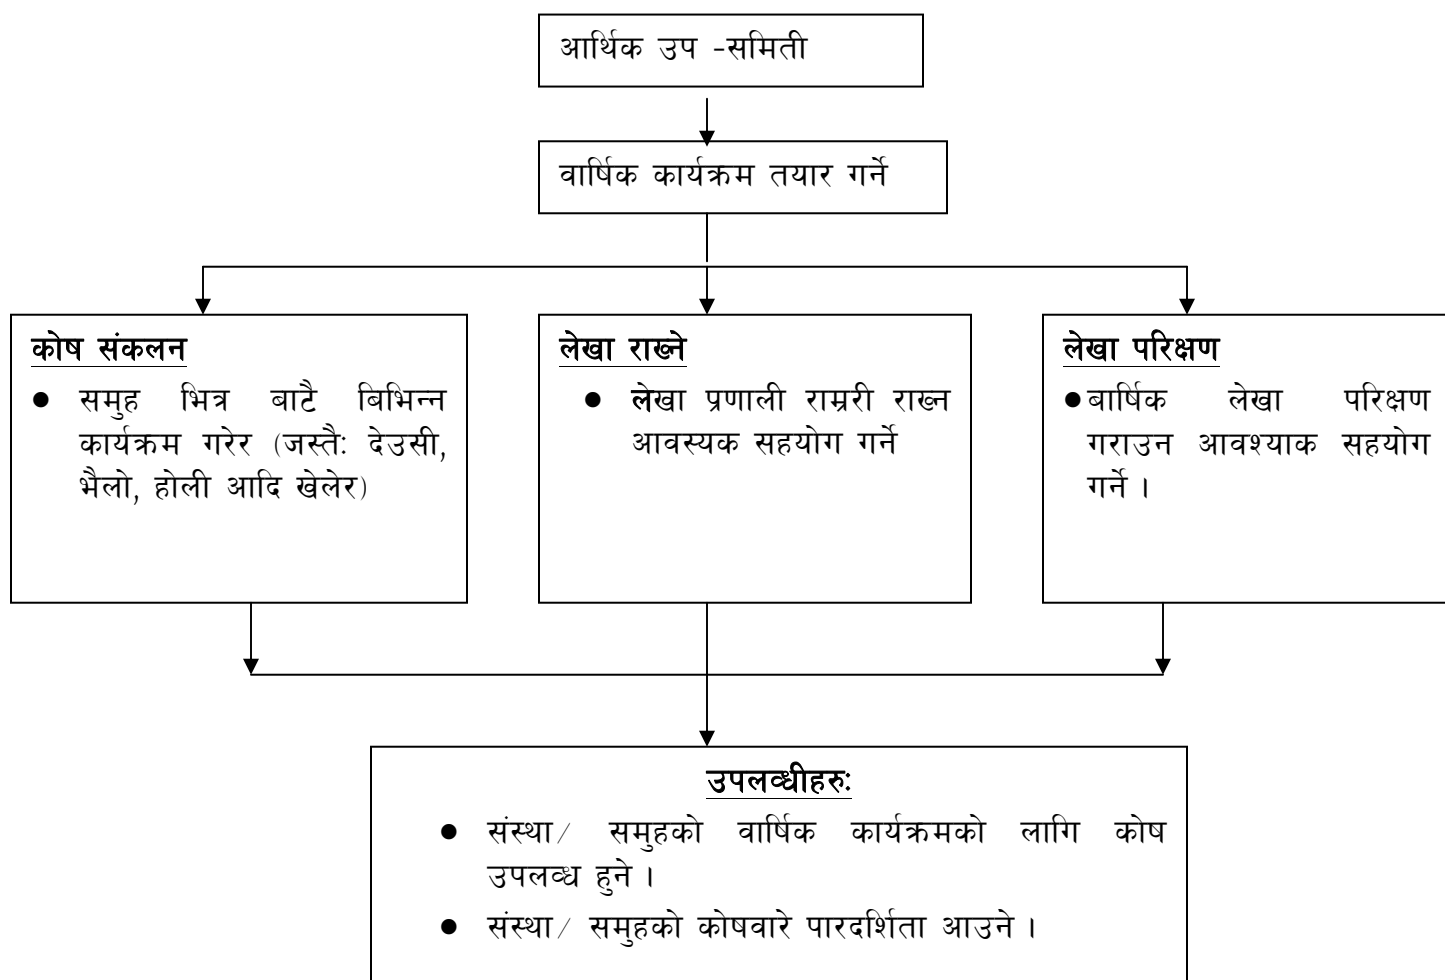 आर्थिक उप -समिती
वार्षिक कार्यक्रम तयार गर्ने
कोष संकलन
● समुह भित्र बाटै बिभिन्न
कार्यक्रम गरेर (जस्तैः देउसी,
भैलो, होली आदि खेलेर)
लेखा राख्ने
● लेखा प्रणाली राम्ररी राख्न
आवस्यक सहयोग गर्ने
लेखा परिक्षण
● बार्षिक लेखा परिक्षण
गराउन आवश्याक सहयोग
गर्ने ।
उपलव्धीहरुः
● संस्था/ समुहको वार्षिक कार्यक्रमको लागि कोष
उपलव्ध हुने ।
● संस्था/ समुहको कोषवारे पारदर्शिता आउने ।